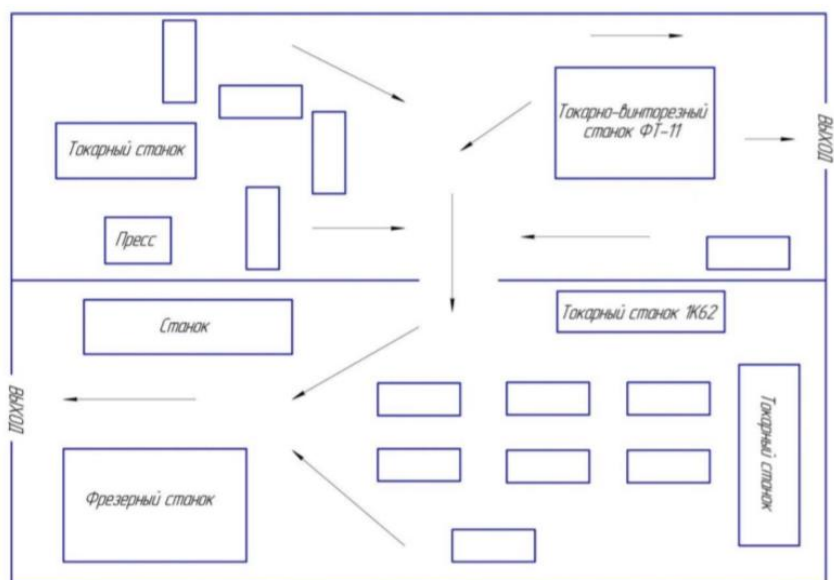 Токарно-винторезный
станок ФТ-11
ВЫХОД
Токарный станок
Пресс
Станок
Токарный станок 1К62
ВЫХОД
Токарный станок
Фрезерный станок